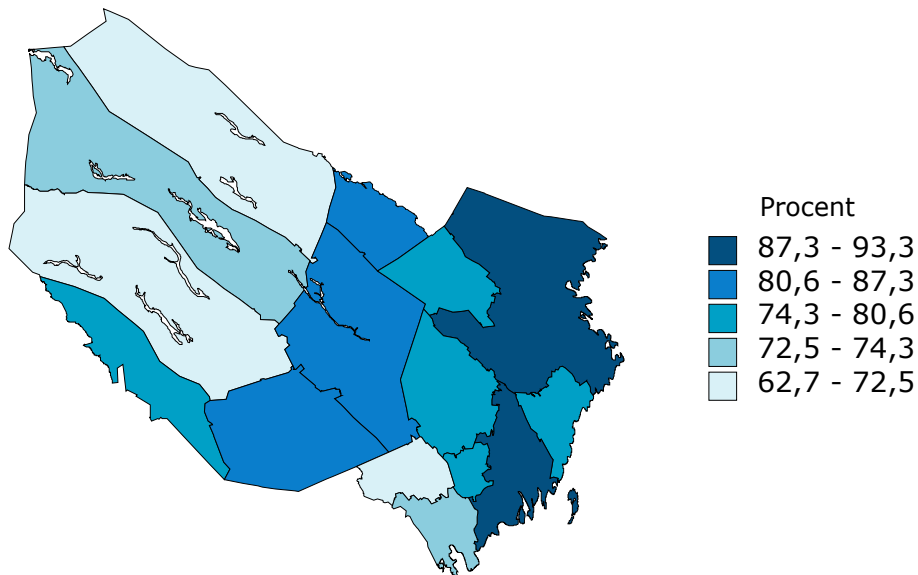 Procent
87,3 - 93,3
80,6 - 87,3
74,3 - 80,6
72,5 - 74,3
62,7 - 72,5